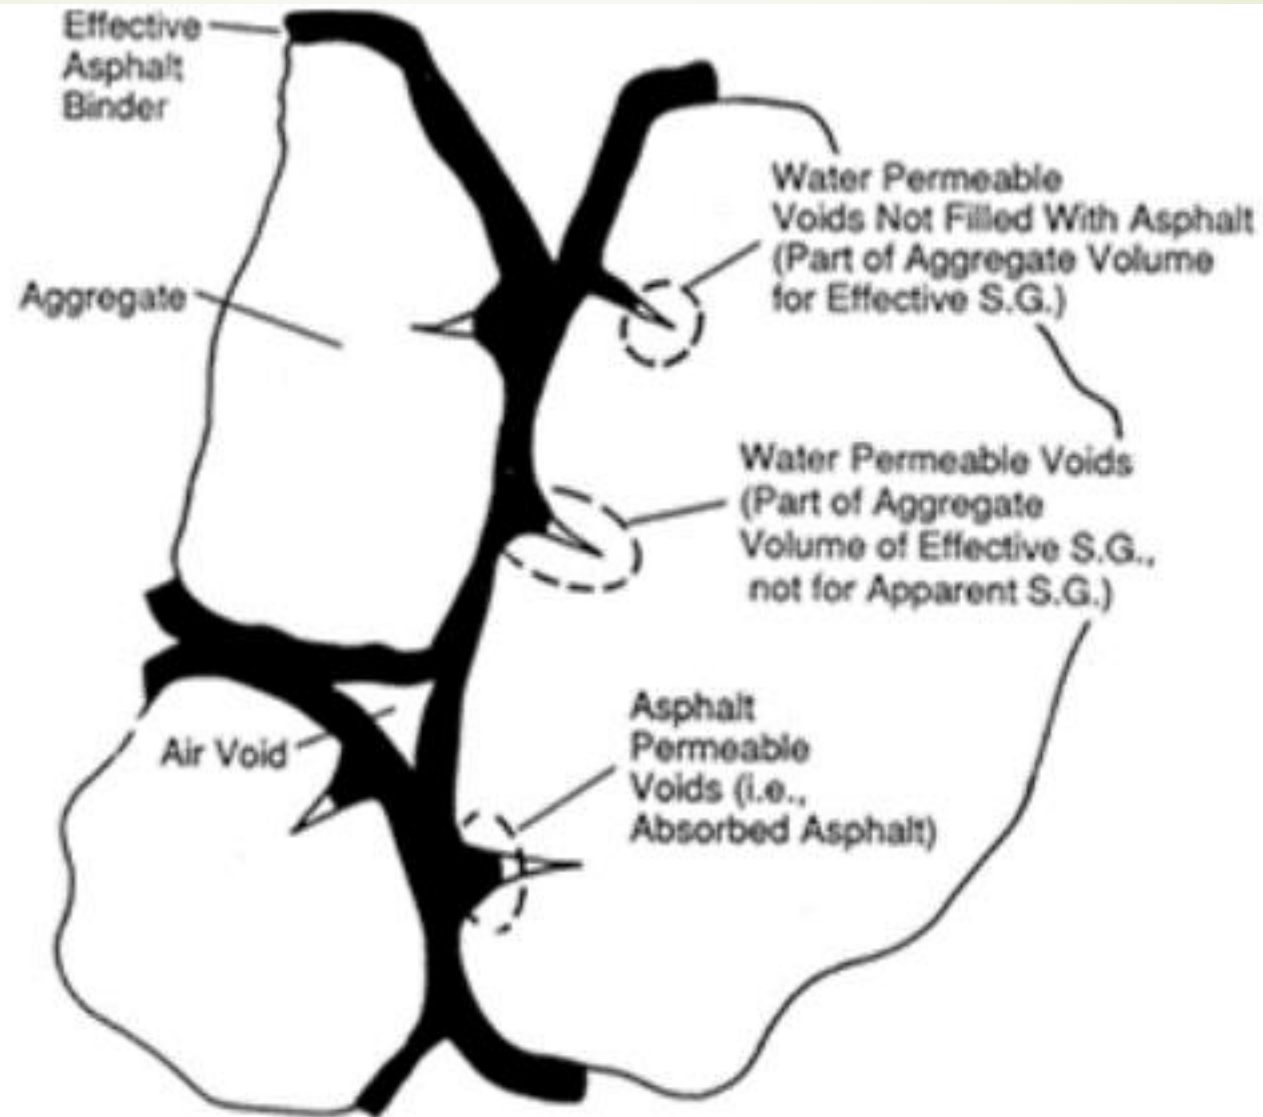 Effective
Asphalt
Binder
Water Permeable
Voids Not Filled With Asphalt
(Part of Aggregate Volume
for Effective S.G.)
Aggregate
Water Permeable Voids
(Part of Aggregate
Volume of Effective S.G.,
not for Apparent S.G.)
Asphalt
Permeable
Voids (i.e.,
Absorbed Asphalt)
Air Void